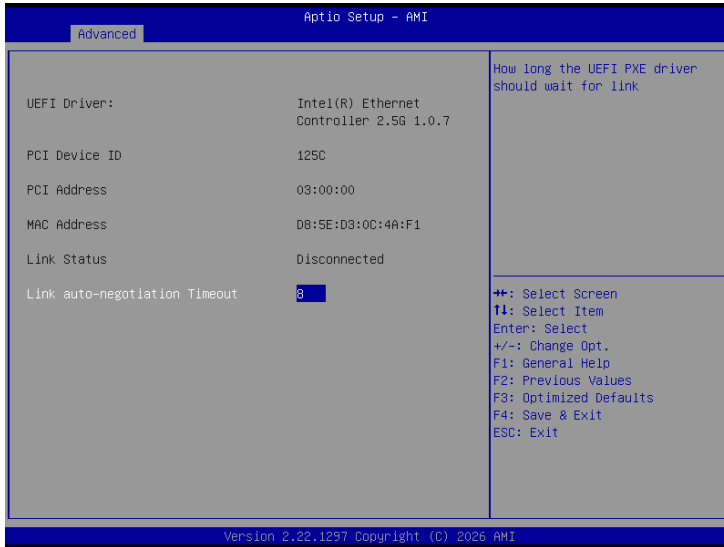 Aptio Setup – AMI
Advanced
UEFI Driver: Intel(R) Ethernet
Controller 2.5G 1.0.7
PCI Device ID 125C
PCI Address 03:00:00
MAC Address D8:5E:D3:0C:4A:F1
Link Status Disconnected
Link auto-negotiation Timeout 8
How long the UEFI PXE driver
should wait for link
→←: Select Screen
↑↓: Select Item
Enter: Select
+/-: Change Opt.
F1: General Help
F2: Previous Values
F3: Optimized Defaults
F4: Save & Exit
ESC: Exit
Version 2.22.1297 Copyright (C) 2026 AMI